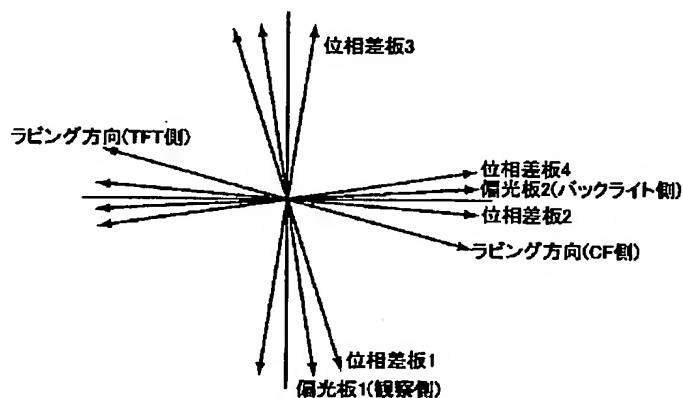 位相差板3
ラビング方向(TFT側)
位相差板4
偏光板2(バックライト側)
位相差板2
ラビング方向(CF側)
位相差板1
偏光板1(観察側)